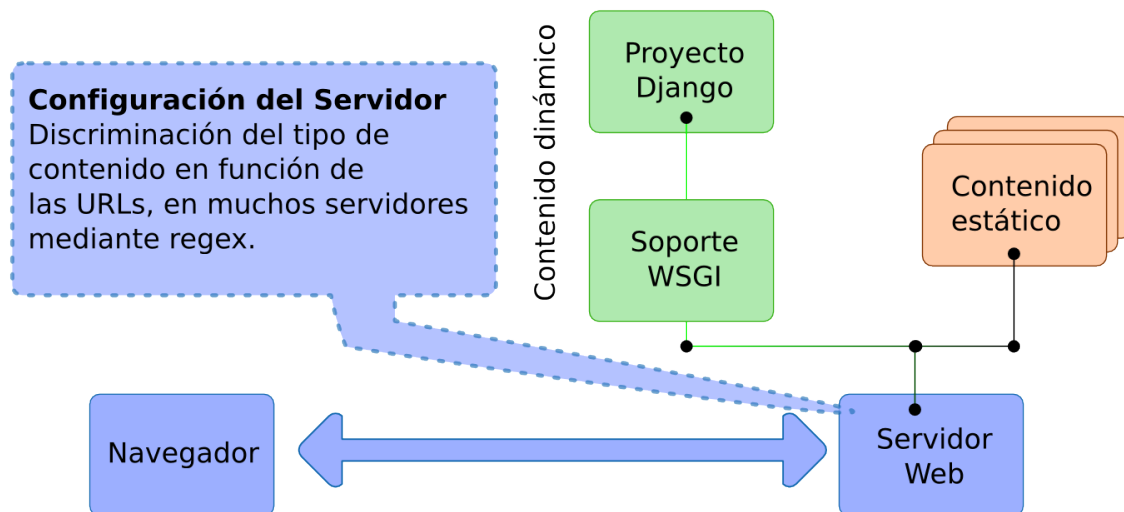 Configuración del Servidor
Discriminación del tipo de
contenido en función de
las URLs, en muchos servidores
mediante regex.
Contenido dinámico
Proyecto
Django
Soporte
WSGI
Contenido
estático
Navegador
Servidor
Web